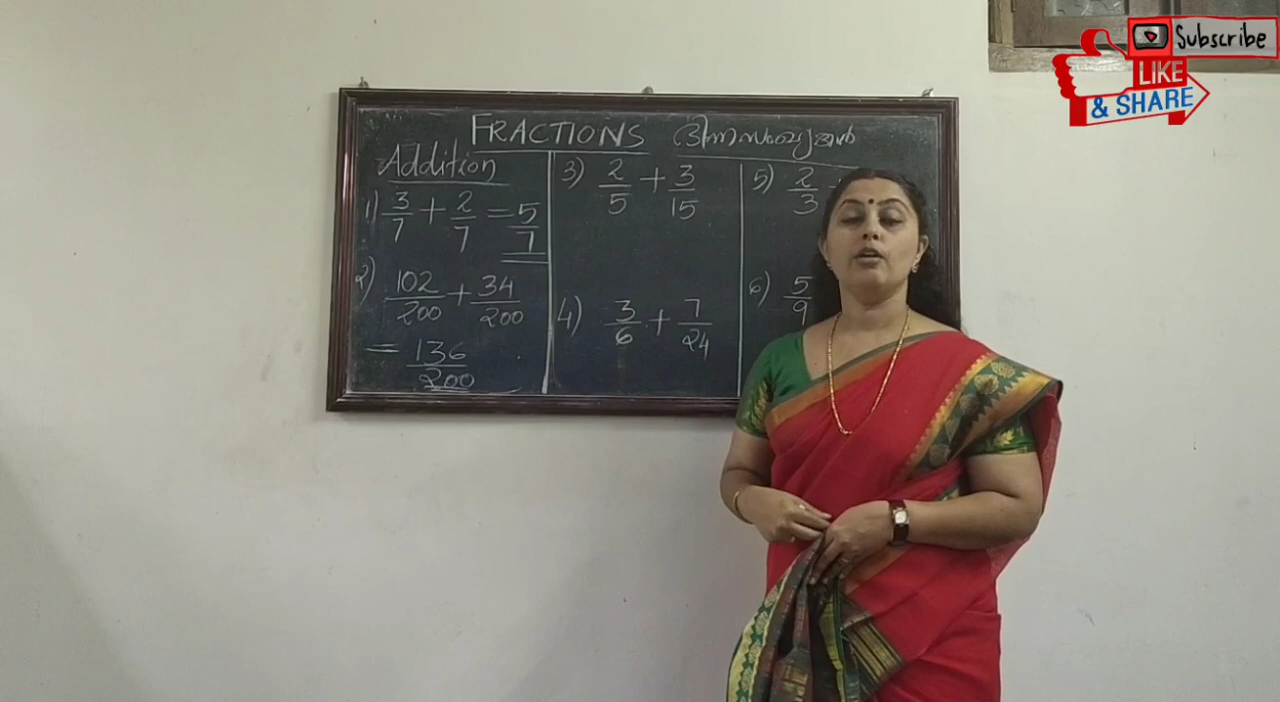 FRACTIONS ഭിന്നസംഖ്യകൾ
Addition
1) 3/7 + 2/7 = 5/7
2) 102/200 + 34/200
= 136/200
3) 2/5 + 3/15
4) 3/6 + 7/24
5) 2/3
6) 5/9
Subscribe
LIKE
& SHARE